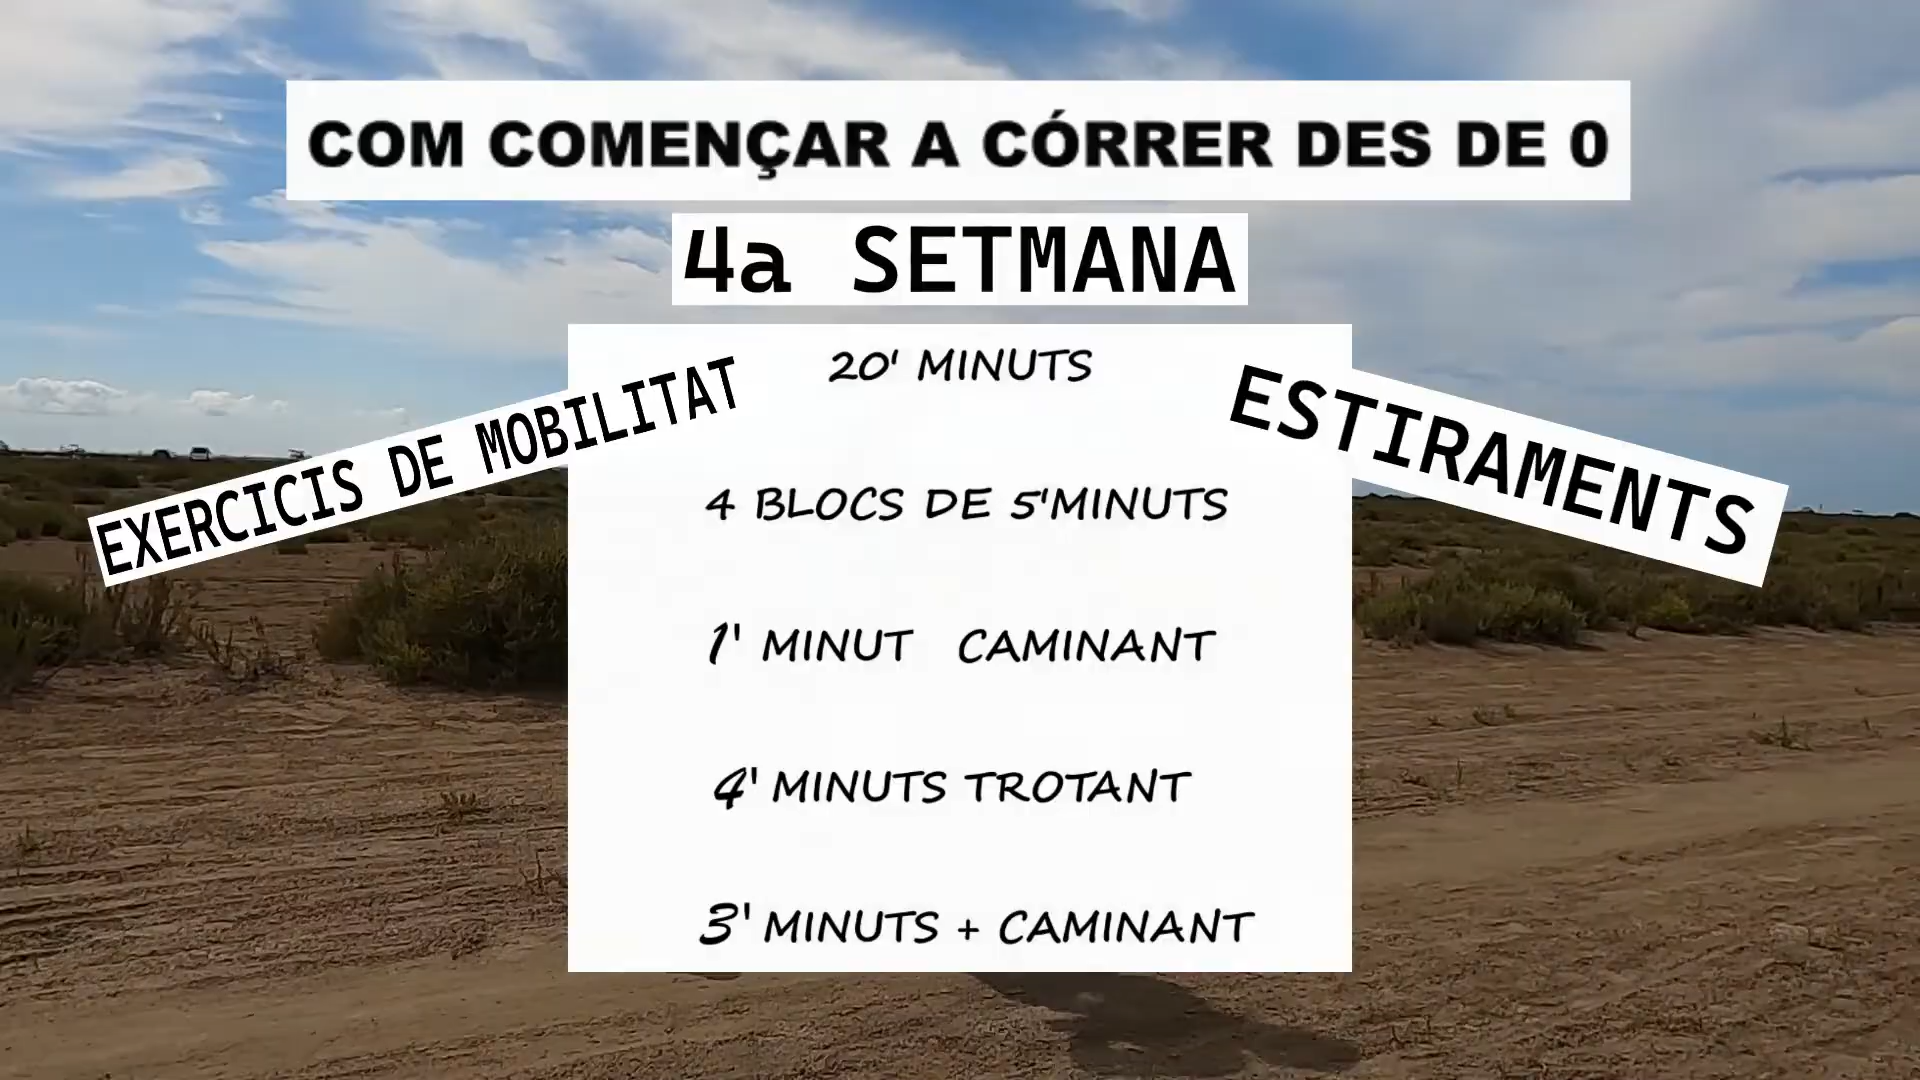 COM COMENÇAR A CÓRRER DES DE 0
4a SETMANA
EXERCICIS DE MOBILITAT
20' MINUTS
ESTIRAMENTS
4 BLOCS DE 5'MINUTS
1' MINUT CAMINANT
4' MINUTS TROTANT
3' MINUTS + CAMINANT